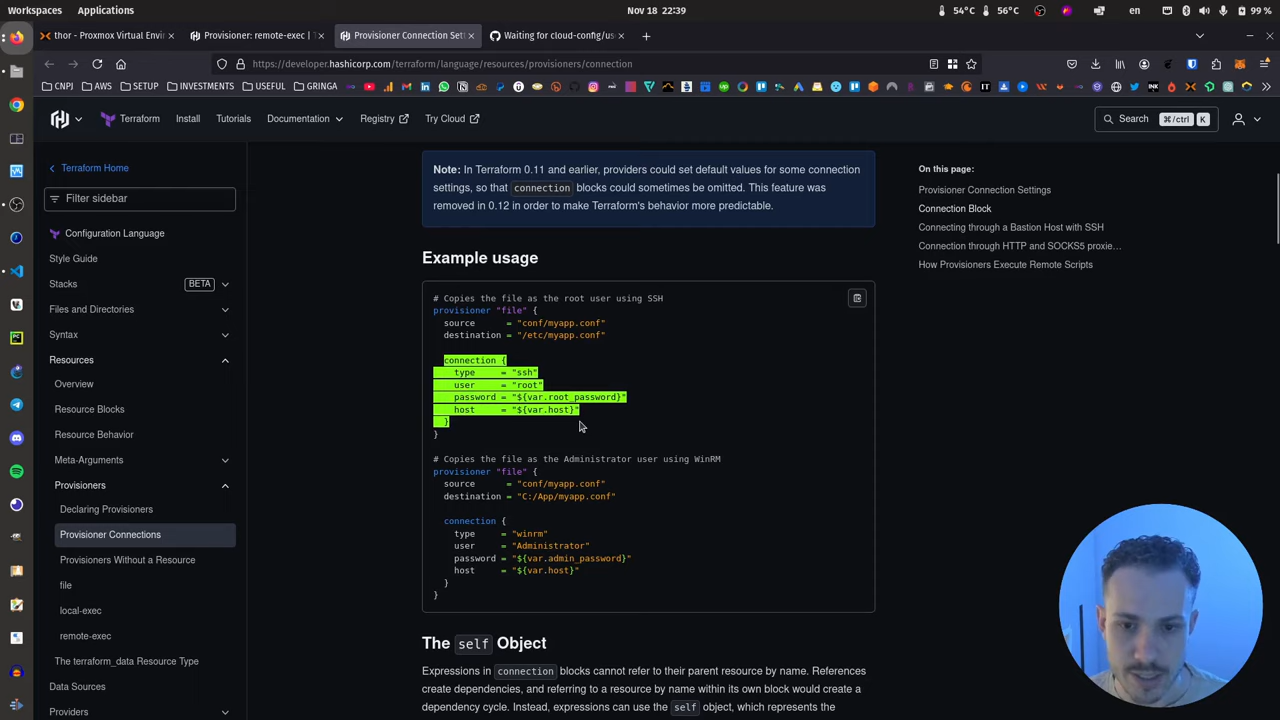 Workspaces Applications Nov 18 22:39 54°C 56°C en 99 %
thor - Proxmox Virtual Envi
Provisioner: remote-exec | T
Provisioner Connection Set
Waiting for cloud-config/us
https://developer.hashicorp.com/terraform/language/resources/provisioners/connection
CNPJ AWS SETUP INVESTMENTS USEFUL GRINGA
Terraform Install Tutorials Documentation Registry Try Cloud Search ⌘/ctrl K
Terraform Home
Filter sidebar
Configuration Language
Style Guide
Stacks BETA
Files and Directories
Syntax
Resources
Overview
Resource Blocks
Resource Behavior
Meta-Arguments
Provisioners
Declaring Provisioners
Provisioner Connections
Provisioners Without a Resource
file
local-exec
remote-exec
The terraform_data Resource Type
Data Sources
Providers
Note: In Terraform 0.11 and earlier, providers could set default values for some connection
settings, so that connection blocks could sometimes be omitted. This feature was
removed in 0.12 in order to make Terraform's behavior more predictable.
Example usage
# Copies the file as the root user using SSH
provisioner "file" {
source = "conf/myapp.conf"
destination = "/etc/myapp.conf"
connection {
type = "ssh"
user = "root"
password = "${var.root_password}"
host = "${var.host}"
}
}
# Copies the file as the Administrator user using WinRM
provisioner "file" {
source = "conf/myapp.conf"
destination = "C:/App/myapp.conf"
connection {
type = "winrm"
user = "Administrator"
password = "${var.admin_password}"
host = "${var.host}"
}
}
The self Object
Expressions in connection blocks cannot refer to their parent resource by name. References
create dependencies, and referring to a resource by name within its own block would create a
dependency cycle. Instead, expressions can use the self object, which represents the
On this page:
Provisioner Connection Settings
Connection Block
Connecting through a Bastion Host with SSH
Connection through HTTP and SOCKS5 proxie…
How Provisioners Execute Remote Scripts